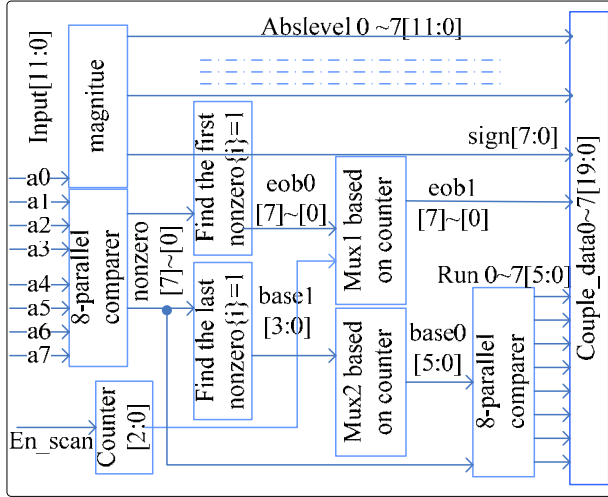 Abslevel 0 ~7[11:0]
Input[11:0]
magnitue
sign[7:0]
a0
a1
a2
a3
a4
a5
a6
a7
8-parallel
comparer
nonzero
[7]~[0]
Find the first
nonzero{i}=1
eob0
[7]~[0]
Mux1 based
on counter
eob1
[7]~[0]
Find the last
nonzero{i}=1
base1
[3:0]
Mux2 based
on counter
base0
[5:0]
Run 0~7[5:0]
8-parallel
comparer
Couple_data0~7[19:0]
En_scan
Counter
[2:0]